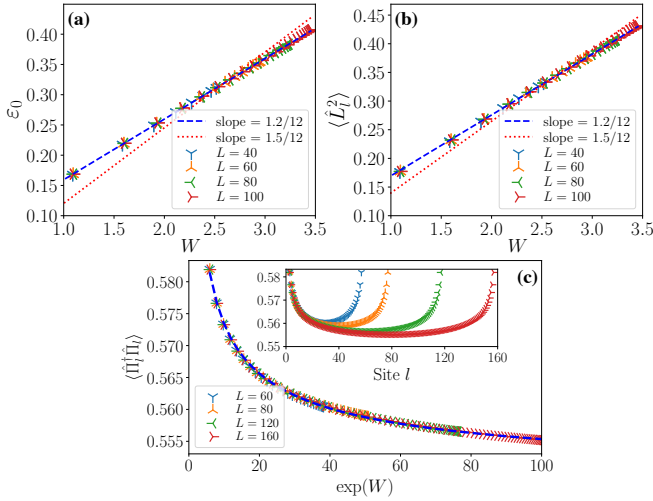 (a)
ε₀
0.40
0.35
0.30
0.25
0.20
0.15
0.10
1.0 1.5 2.0 2.5 3.0 3.5
W
slope = 1.2/12
slope = 1.5/12
L = 40
L = 60
L = 80
L = 100
(b)
⟨L̂²_l⟩
0.45
0.40
0.35
0.30
0.25
0.20
0.15
0.10
1.0 1.5 2.0 2.5 3.0 3.5
W
slope = 1.2/12
slope = 1.5/12
L = 40
L = 60
L = 80
L = 100
(c)
⟨Π̂†_l Π̂_l⟩
0.580
0.575
0.570
0.565
0.560
0.555
0 20 40 60 80 100
exp(W)
L = 60
L = 80
L = 120
L = 160
0.58
0.57
0.56
0.55
0 40 80 120 160
Site l